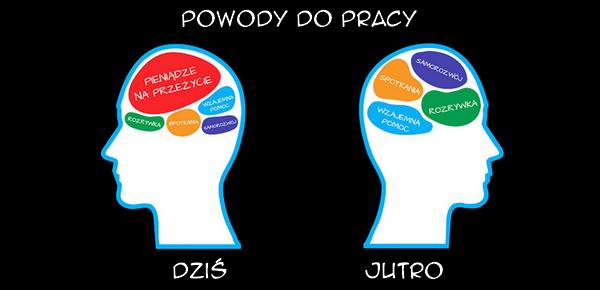 POWODY DO PRACY
PIENIĄDZE
NA PRZEŻYCIE
WZAJEMNA
POMOC
ROZRYWKA
SPOTKANIA
SAMOROZWÓJ
SAMOROZWÓJ
SPOTKANIA
ROZRYWKA
WZAJEMNA
POMOC
DZIŚ
JUTRO